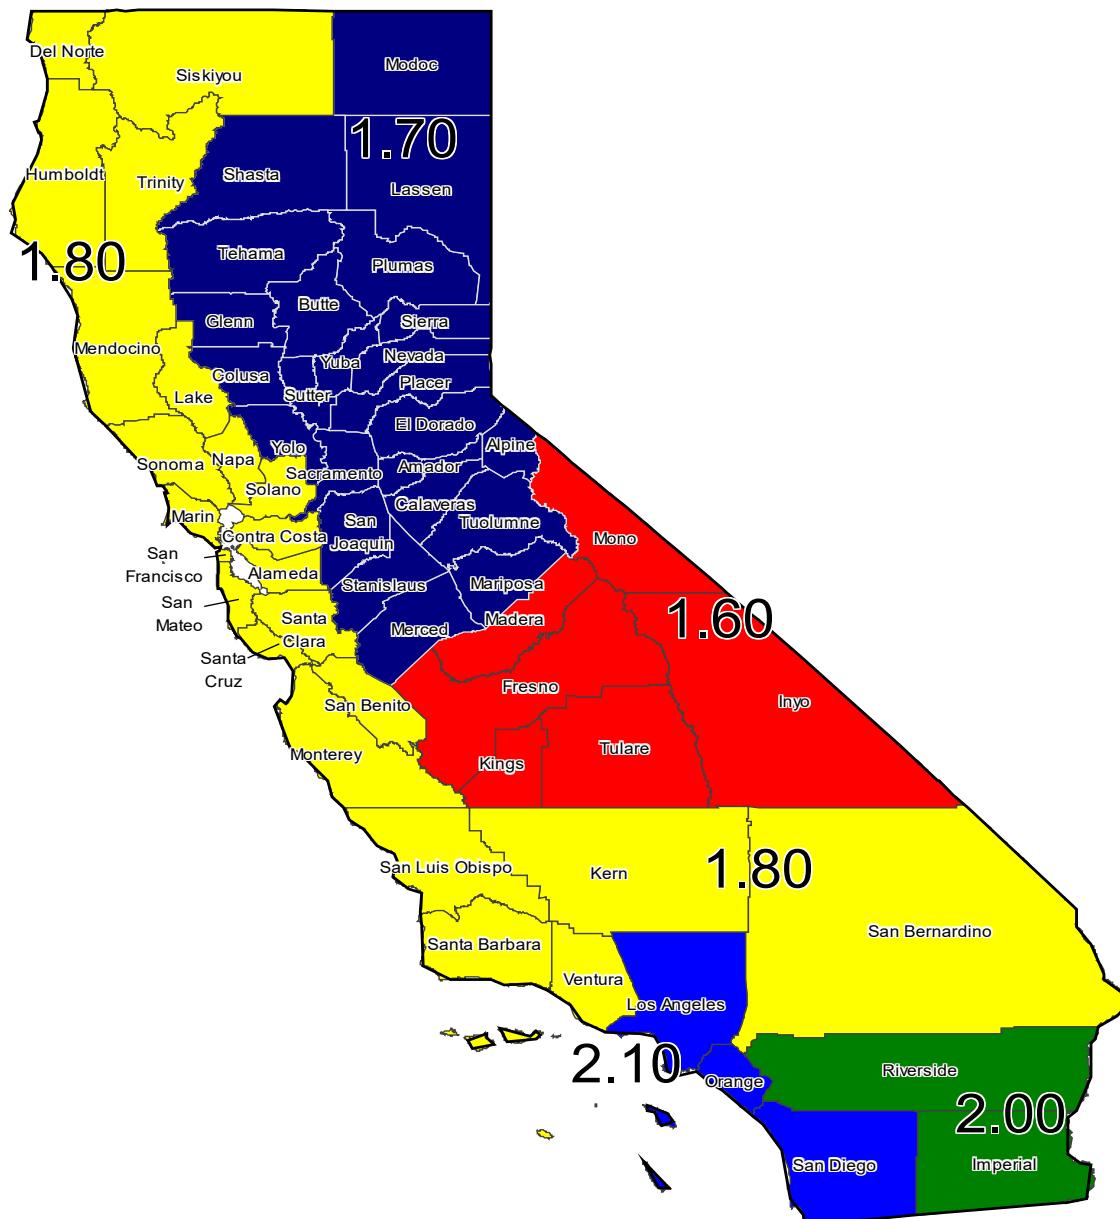 Del Norte
Siskiyou
Modoc
1.70
Humboldt
Trinity
Shasta
Lassen
1.80
Tehama
Plumas
Butte
Glenn
Sierra
Mendocino
Yuba
Nevada
Colusa
Placer
Lake
Sutter
El Dorado
Alpine
Yolo
Sonoma
Napa
Sacramento
Amador
Solano
Calaveras
Marin
San
Joaquin
Tuolumne
Contra Costa
Mono
San
Francisco
Alameda
Stanislaus
Mariposa
San
Mateo
Santa
Clara
Merced
Madera
1.60
Santa
Cruz
Fresno
San Benito
Inyo
Monterey
Kings
Tulare
San Luis Obispo
Kern
1.80
San Bernardino
Santa Barbara
Ventura
Los Angeles
2.10
Orange
Riverside
2.00
San Diego
Imperial